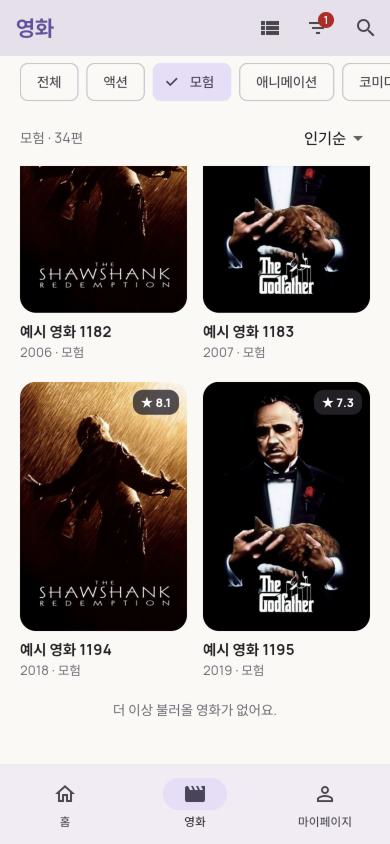 영화
1
전체
액션
모험
애니메이션
모험 · 34편
인기순
THE
SHAWSHANK
REDEMPTION
The
Godfather
예시 영화 1182
2006 · 모험
예시 영화 1183
2007 · 모험
★ 8.1
THE
SHAWSHANK
REDEMPTION
예시 영화 1194
2018 · 모험
★ 7.3
The
Godfather
예시 영화 1195
2019 · 모험
더 이상 불러올 영화가 없어요.
홈
영화
마이페이지